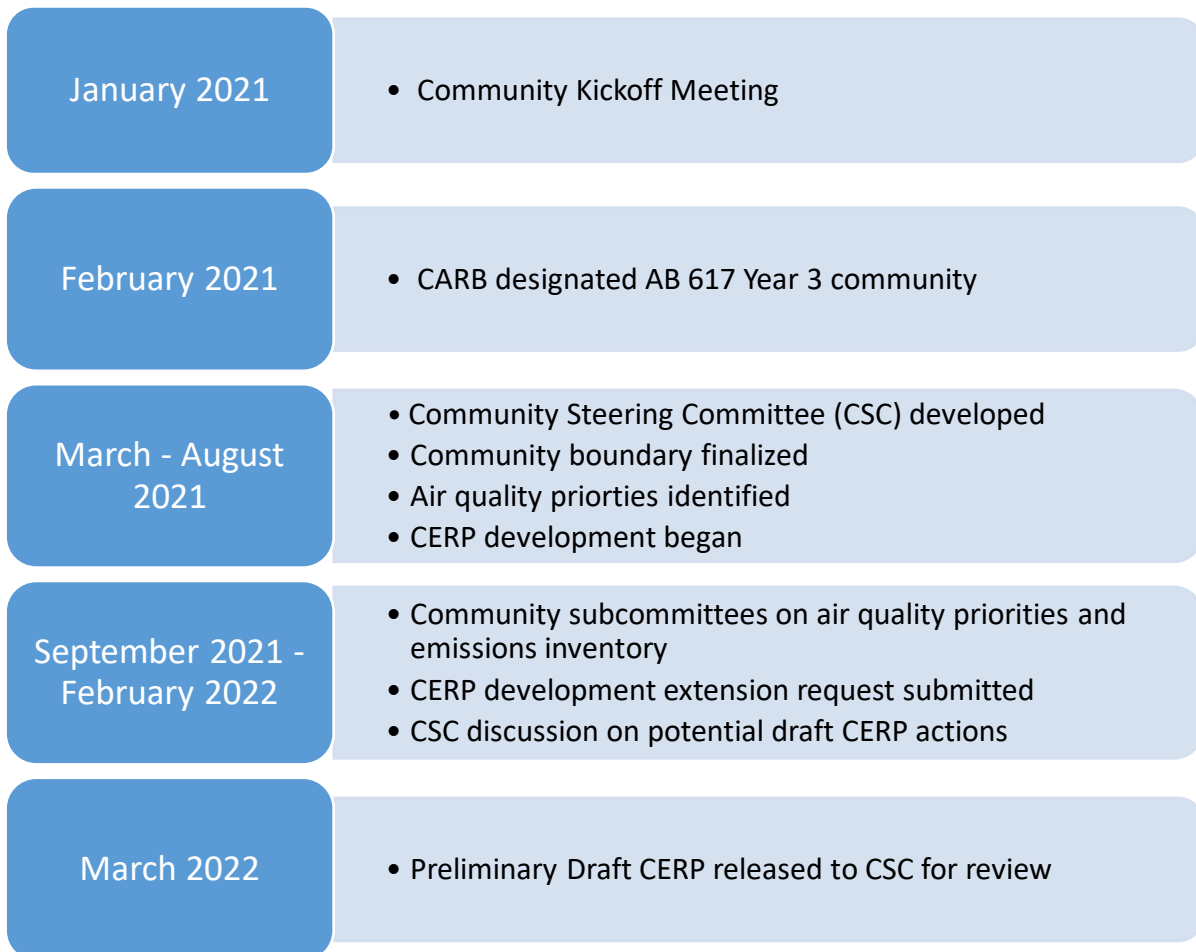 January 2021
• Community Kickoff Meeting
February 2021
• CARB designated AB 617 Year 3 community
March - August
2021
• Community Steering Committee (CSC) developed
• Community boundary finalized
• Air quality priorties identified
• CERP development began
September 2021 -
February 2022
• Community subcommittees on air quality priorities and
emissions inventory
• CERP development extension request submitted
• CSC discussion on potential draft CERP actions
March 2022
• Preliminary Draft CERP released to CSC for review